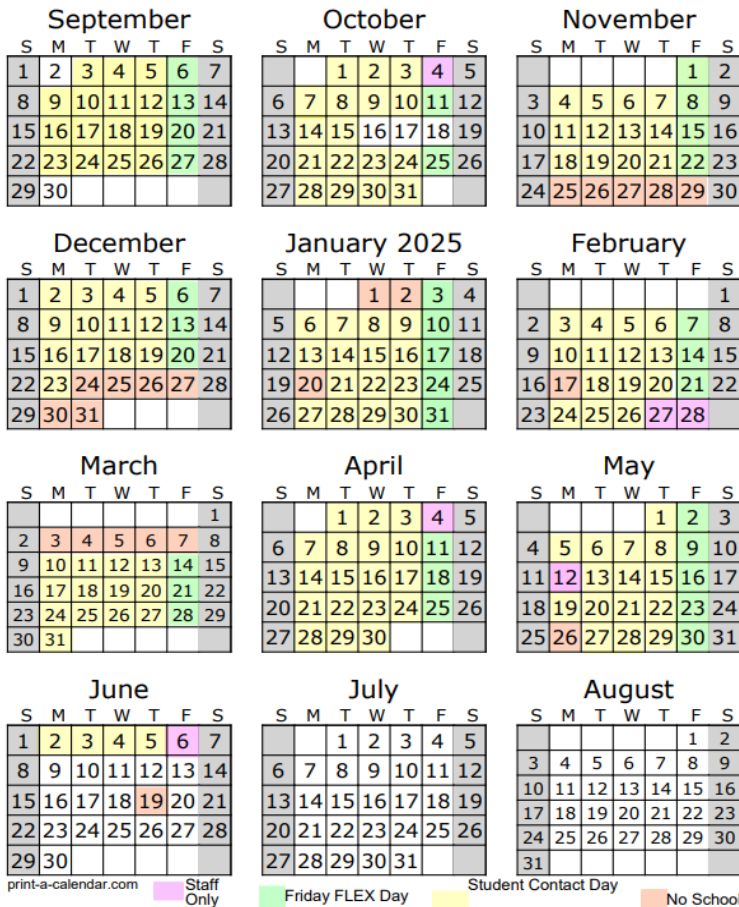 September October November
S M T W T F S S M T W T F S S M T W T F S
1 2 3 4 5 6 7 1 2 3 4 5 1 2
8 9 10 11 12 13 14 6 7 8 9 10 11 12 3 4 5 6 7 8 9
15 16 17 18 19 20 21 13 14 15 16 17 18 19 10 11 12 13 14 15 16
22 23 24 25 26 27 28 20 21 22 23 24 25 26 17 18 19 20 21 22 23
29 30 27 28 29 30 31 24 25 26 27 28 29 30
December January 2025 February
S M T W T F S S M T W T F S S M T W T F S
1 2 3 4 5 6 7 1 2 3 4 1
8 9 10 11 12 13 14 5 6 7 8 9 10 11 2 3 4 5 6 7 8
15 16 17 18 19 20 21 12 13 14 15 16 17 18 9 10 11 12 13 14 15
22 23 24 25 26 27 28 19 20 21 22 23 24 25 16 17 18 19 20 21 22
29 30 31 26 27 28 29 30 31 23 24 25 26 27 28
March April May
S M T W T F S S M T W T F S S M T W T F S
1 1 2 3 4 5 1 2 3
2 3 4 5 6 7 8 6 7 8 9 10 11 12 4 5 6 7 8 9 10
9 10 11 12 13 14 15 13 14 15 16 17 18 19 11 12 13 14 15 16 17
16 17 18 19 20 21 22 20 21 22 23 24 25 26 18 19 20 21 22 23 24
23 24 25 26 27 28 29 27 28 29 30 25 26 27 28 29 30 31
30 31
June July August
S M T W T F S S M T W T F S S M T W T F S
1 2 3 4 5 6 7 1 2 3 4 5 1 2
8 9 10 11 12 13 14 6 7 8 9 10 11 12 3 4 5 6 7 8 9
15 16 17 18 19 20 21 13 14 15 16 17 18 19 10 11 12 13 14 15 16
22 23 24 25 26 27 28 20 21 22 23 24 25 26 17 18 19 20 21 22 23
29 30 27 28 29 30 31 24 25 26 27 28 29 30
31
print-a-calendar.com Staff Only Friday FLEX Day Student Contact Day No School